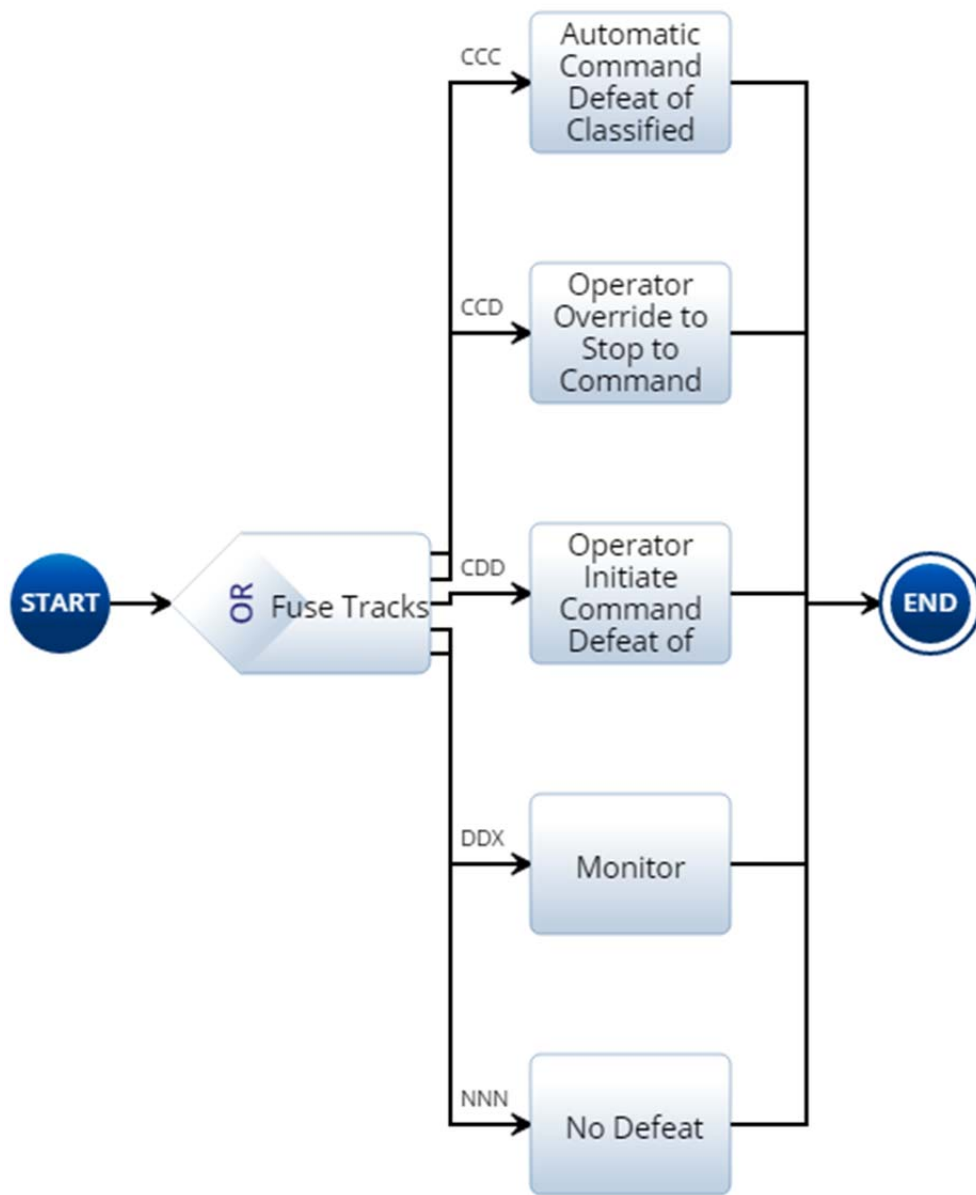 CCC
Automatic
Command
Defeat of
Classified
CCD
Operator
Override to
Stop to
Command
START
OR
Fuse Tracks
CDD
Operator
Initiate
Command
Defeat of
END
DDX
Monitor
NNN
No Defeat